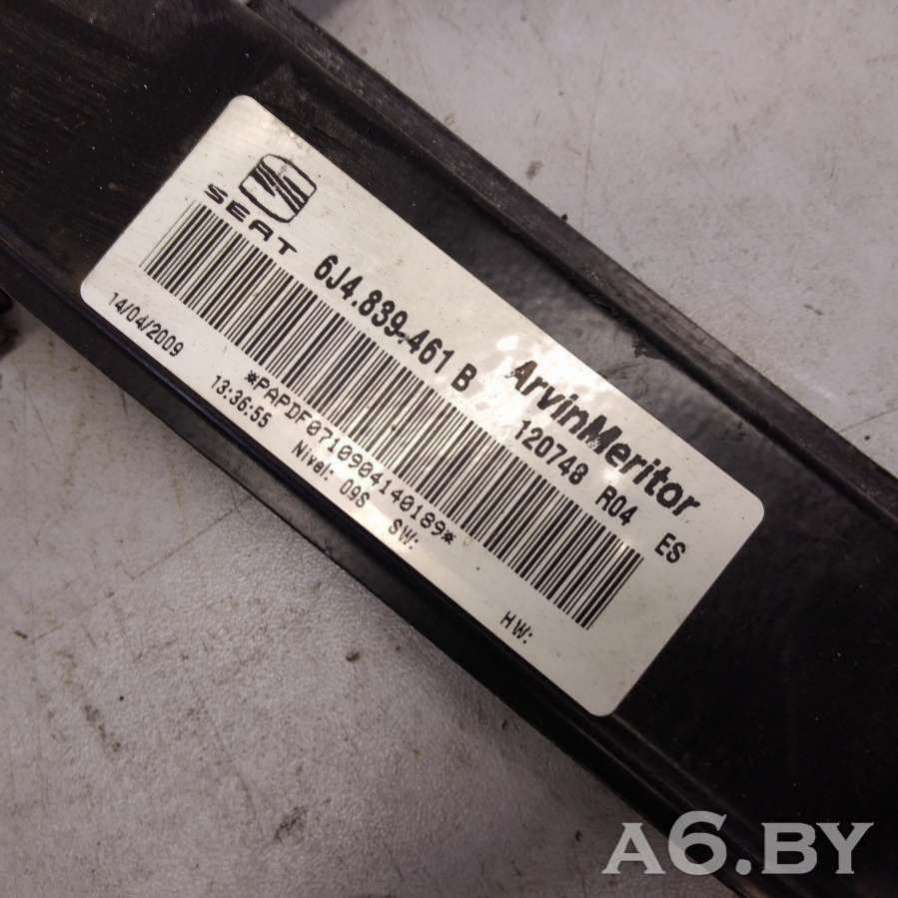 SEAT
6J4.839.461 B
ArvinMeritor
120748 R04 ES
14/04/2009
*PAPDF0710904140189*
13:36:55
Nivel: 09S SW:
HW:
A6.BY